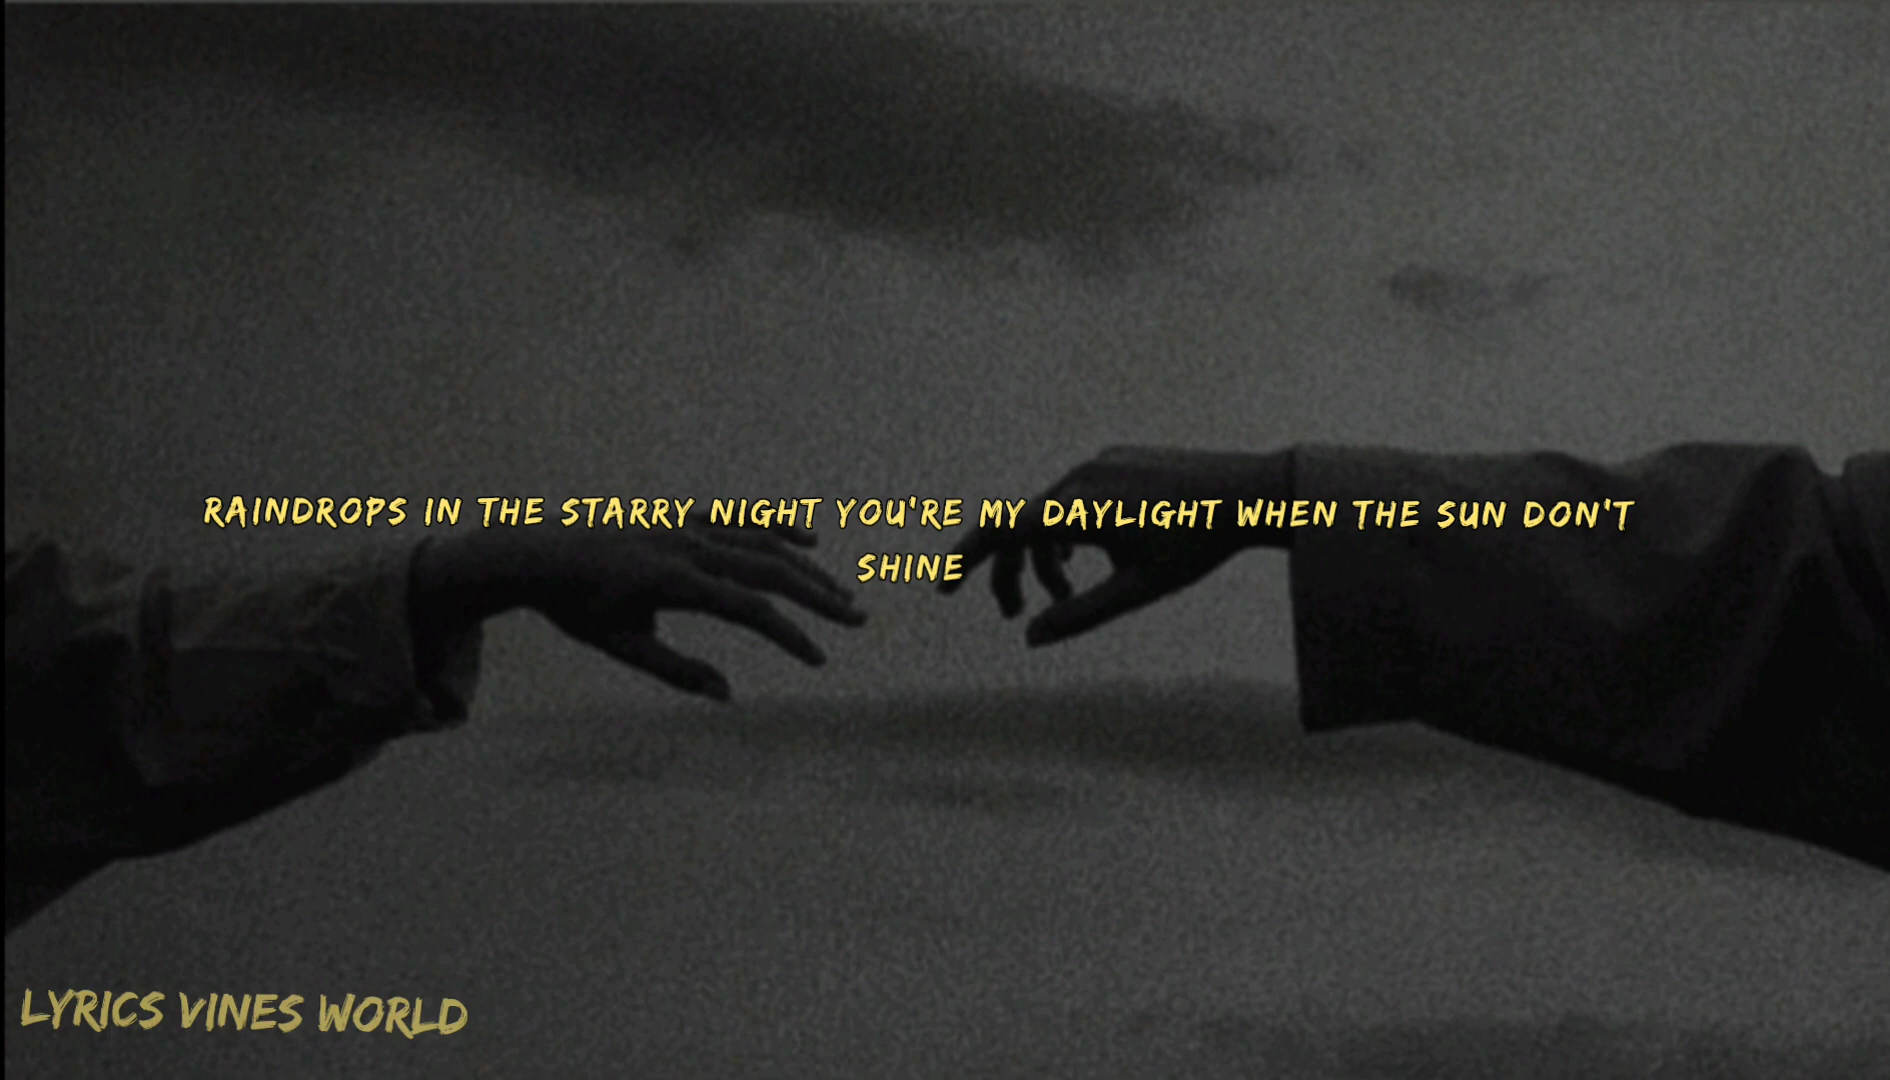 RAINDROPS IN THE STARRY NIGHT YOU'RE MY DAYLIGHT WHEN THE SUN DON'T
SHINE
LYRICS VINES WORLD